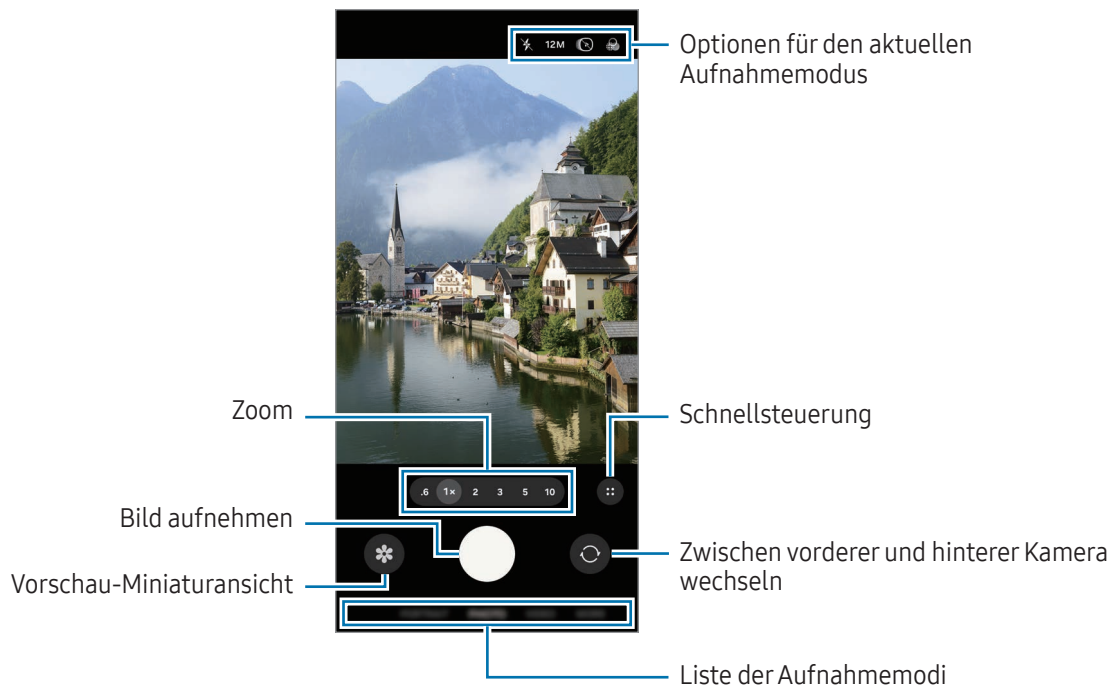 12M
Optionen für den aktuellen
Aufnahmemodus
Zoom
Schnellsteuerung
.6 1× 2 3 5 10
Bild aufnehmen
Zwischen vorderer und hinterer Kamera
wechseln
Vorschau-Miniaturansicht
Liste der Aufnahmemodi